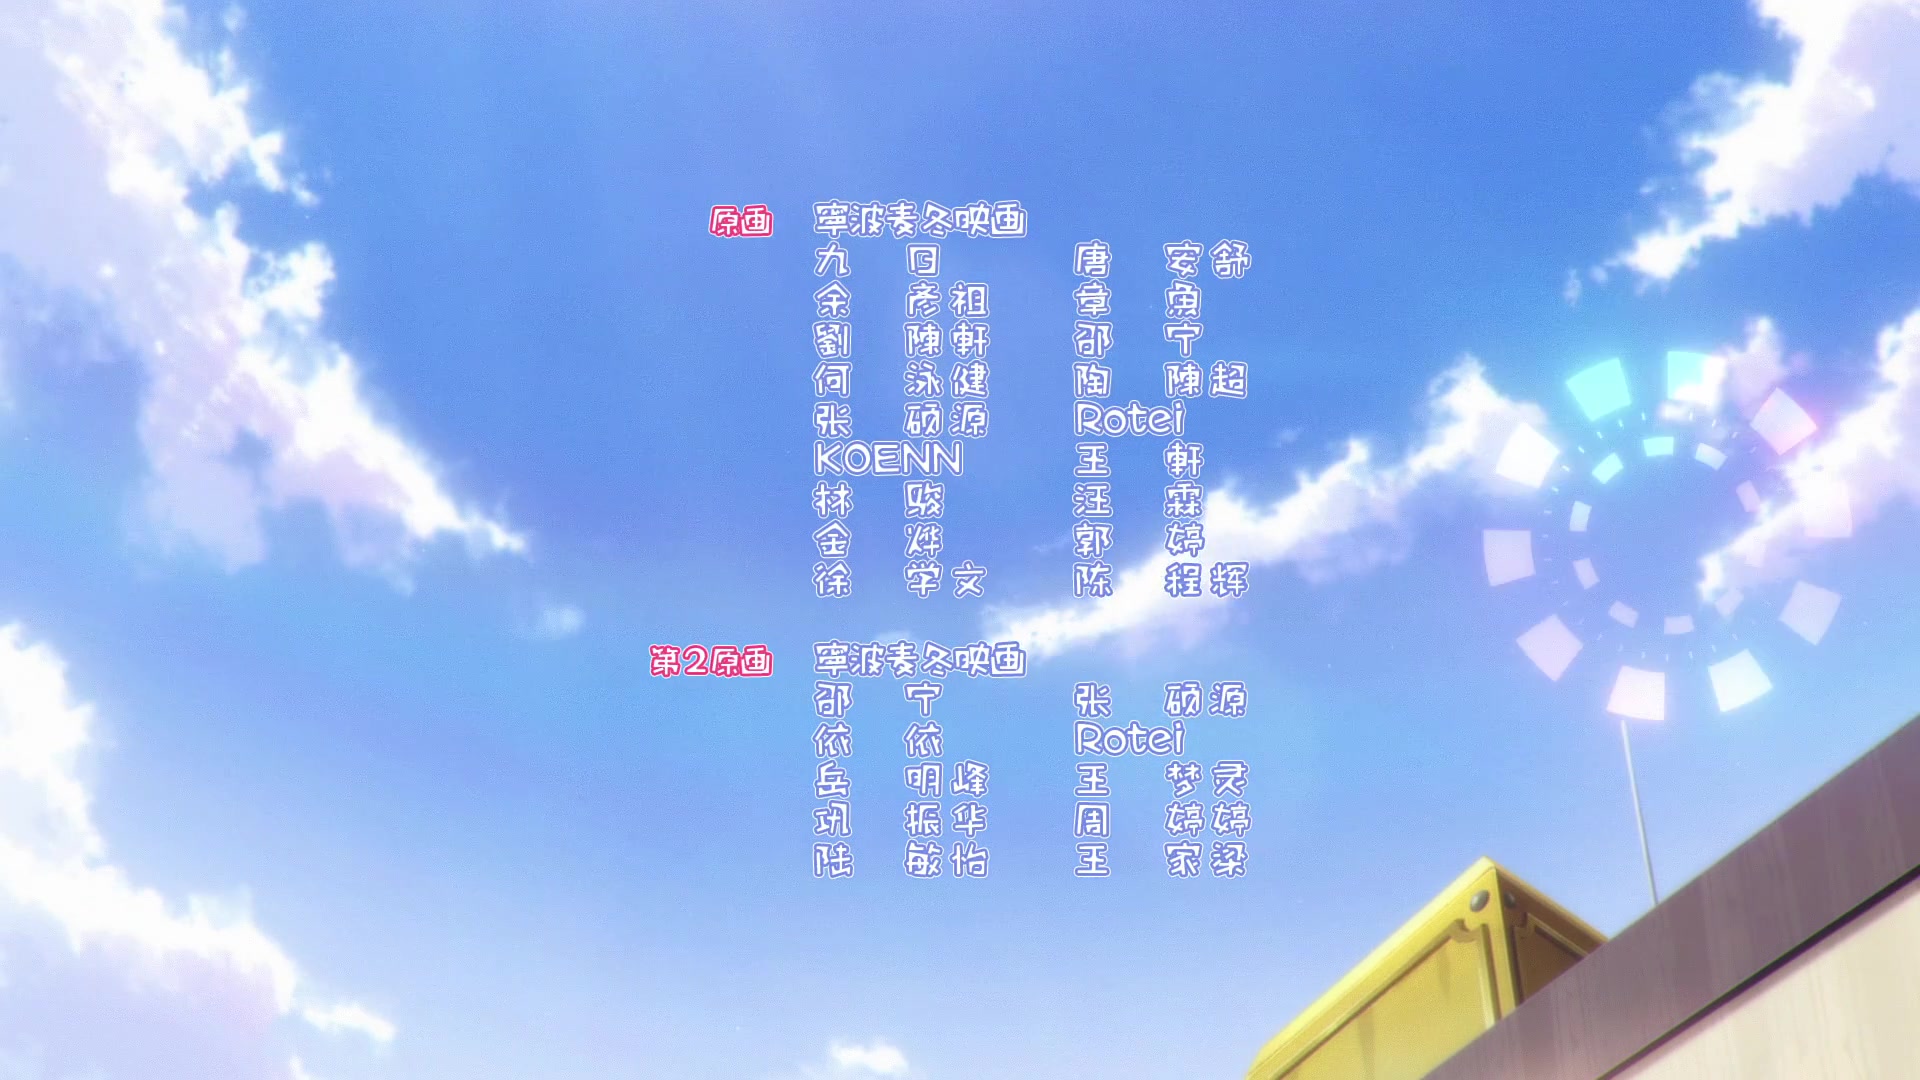 原画 寧波麦冬映画
九 囸 唐 安舒
余 彦祖 章 魚
劉 陳軒 邵 宁
何 泳健 陶 陳超
张 硕源 Rotei
KOENN 王 軒
林 骏 汪 霖
金 烨 郭 婷
徐 学文 陈 程辉
第2原画 寧波麦冬映画
邵 宁 张 硕源
依 依 Rotei
岳 明峰 王 梦灵
巩 振华 周 婷婷
陆 敏怡 王 家梁